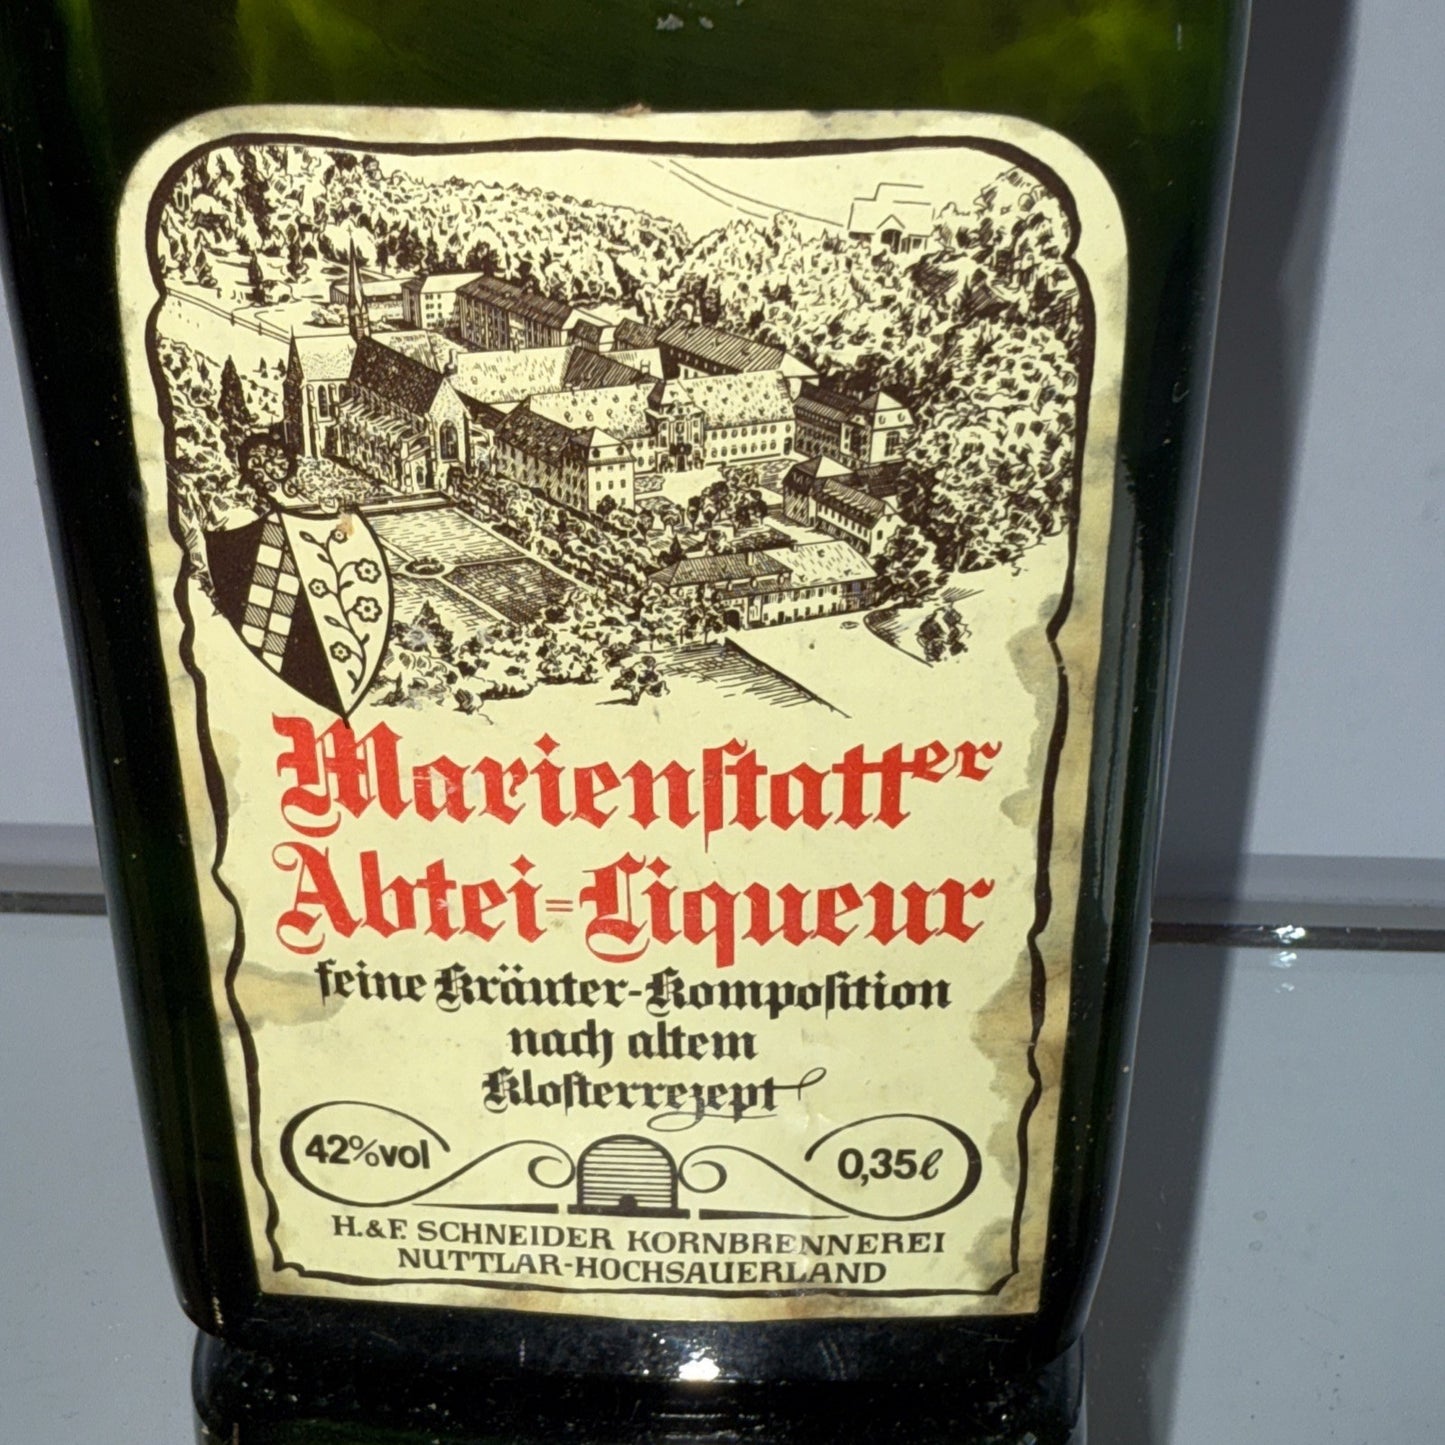 Marienſtatter
Abtei=Liqueur
feine Kräuter-Kompoſition
nach altem
Kloſterrezept
42%vol
0,35ℓ
H.&F. SCHNEIDER KORNBRENNEREI
NUTTLAR-HOCHSAUERLAND